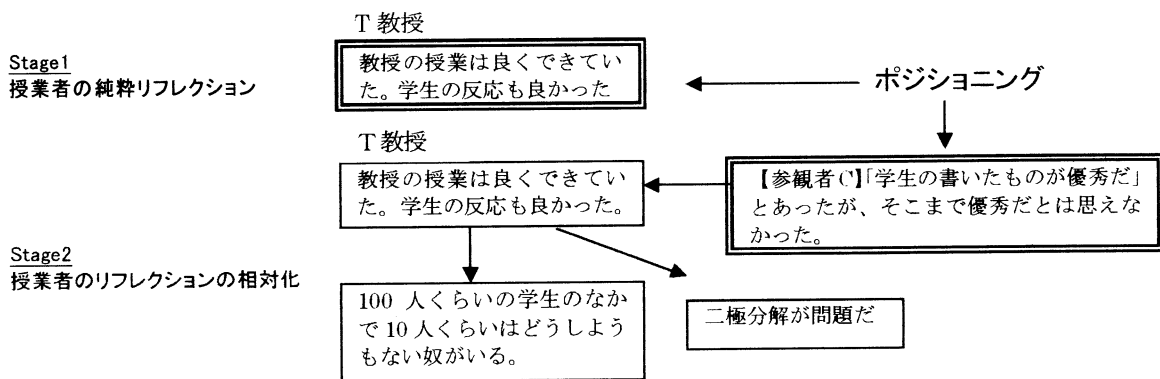 T教授
Stage1
授業者の純粋リフレクション
教授の授業は良くできてい
た。学生の反応も良かった
ポジショニング
T教授
教授の授業は良くできてい
た。学生の反応も良かった。
【参観者C】「学生の書いたものが優秀だ」
とあったが、そこまで優秀だとは思えな
かった。
Stage2
授業者のリフレクションの相対化
100 人くらいの学生のなか
で10人くらいはどうしよう
もない奴がいる。
二極分解が問題だ